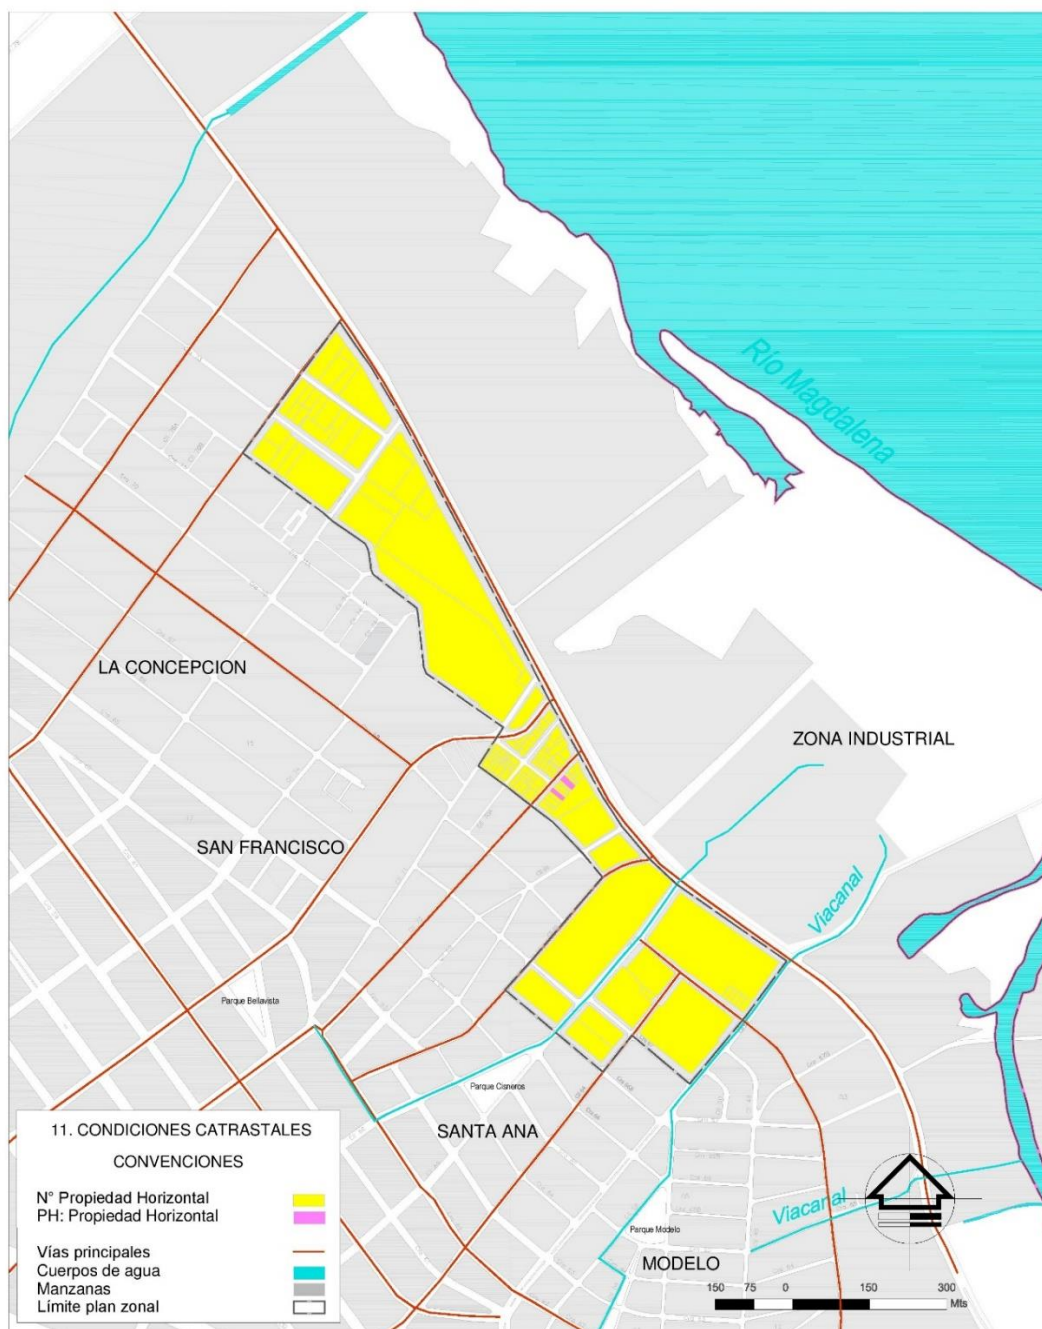 Río Magdalena
LA CONCEPCION
ZONA INDUSTRIAL
SAN FRANCISCO
Viacanal
Parque Bellavista
Parque Cisneros
SANTA ANA
Parque Modelo
Viacanal
MODELO
11. CONDICIONES CATRASTALES
CONVENCIONES
N° Propiedad Horizontal
PH: Propiedad Horizontal
Vías principales
Cuerpos de agua
Manzanas
Límite plan zonal
150 75 0 150 300
Mts